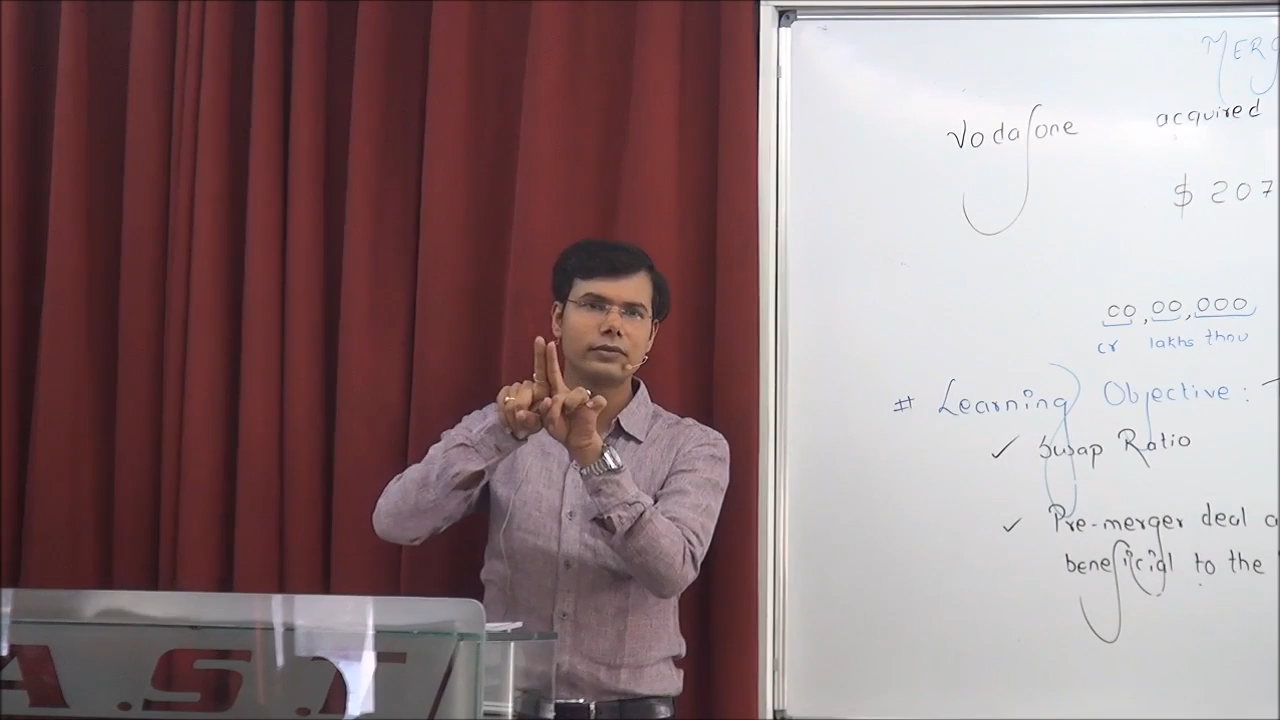 MERG
Vodafone acquired
$ 207
00,00,000
cr lakhs thou
# Learning Objective:
✓ Swap Ratio
✓ Pre-merger deal
beneficial to the
A.S.T